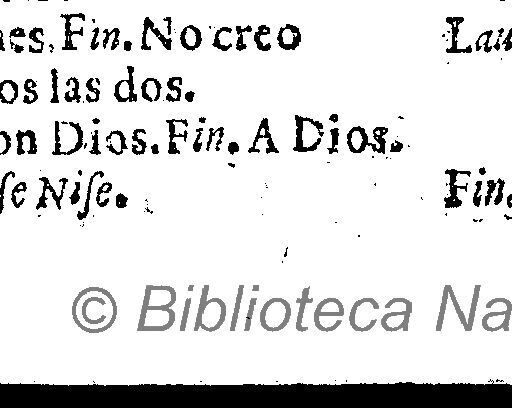 nes. Fin. No creo
os las dos.
on Dios. Fin. A Dios.
ſe Niſe.
Lau
Fin.
© Biblioteca Na